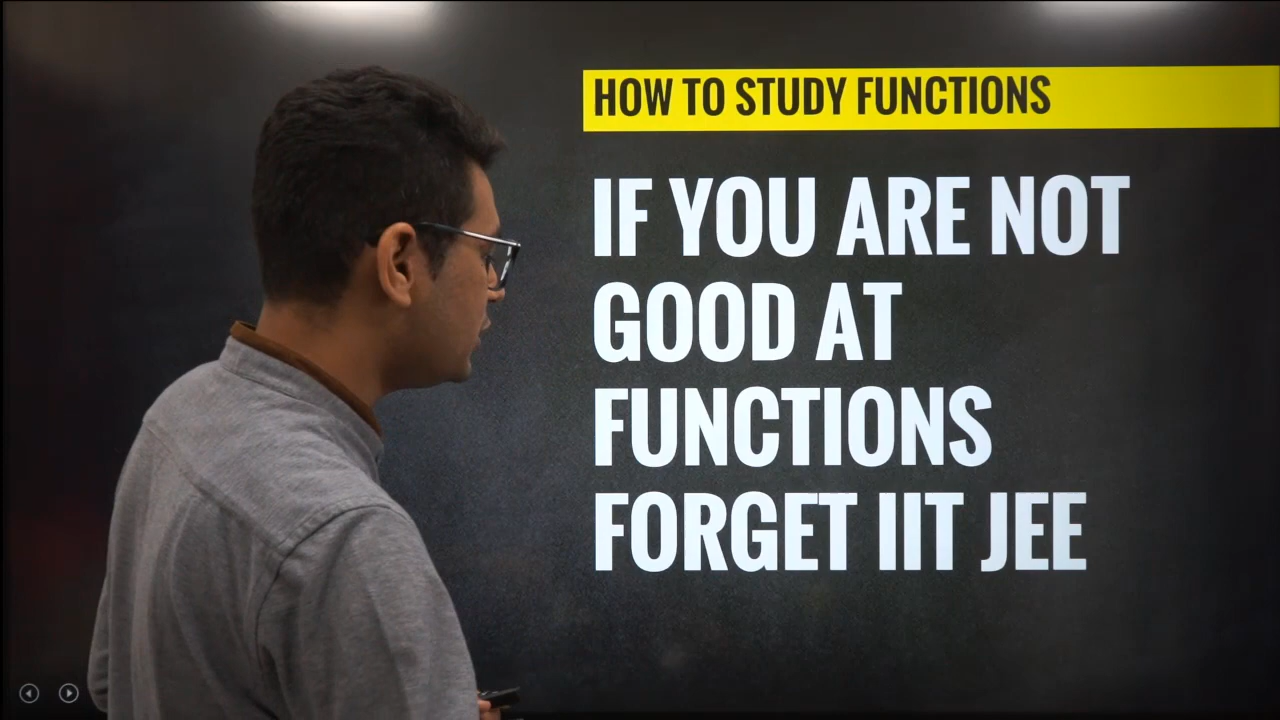 HOW TO STUDY FUNCTIONS
IF YOU ARE NOT
GOOD AT
FUNCTIONS
FORGET IIT JEE